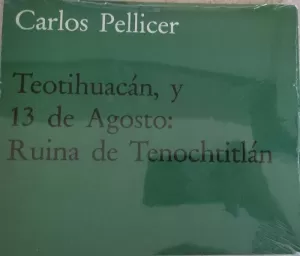 Carlos Pellicer
Teotihuacán, y
13 de Agosto:
Ruina de Tenochtitlán